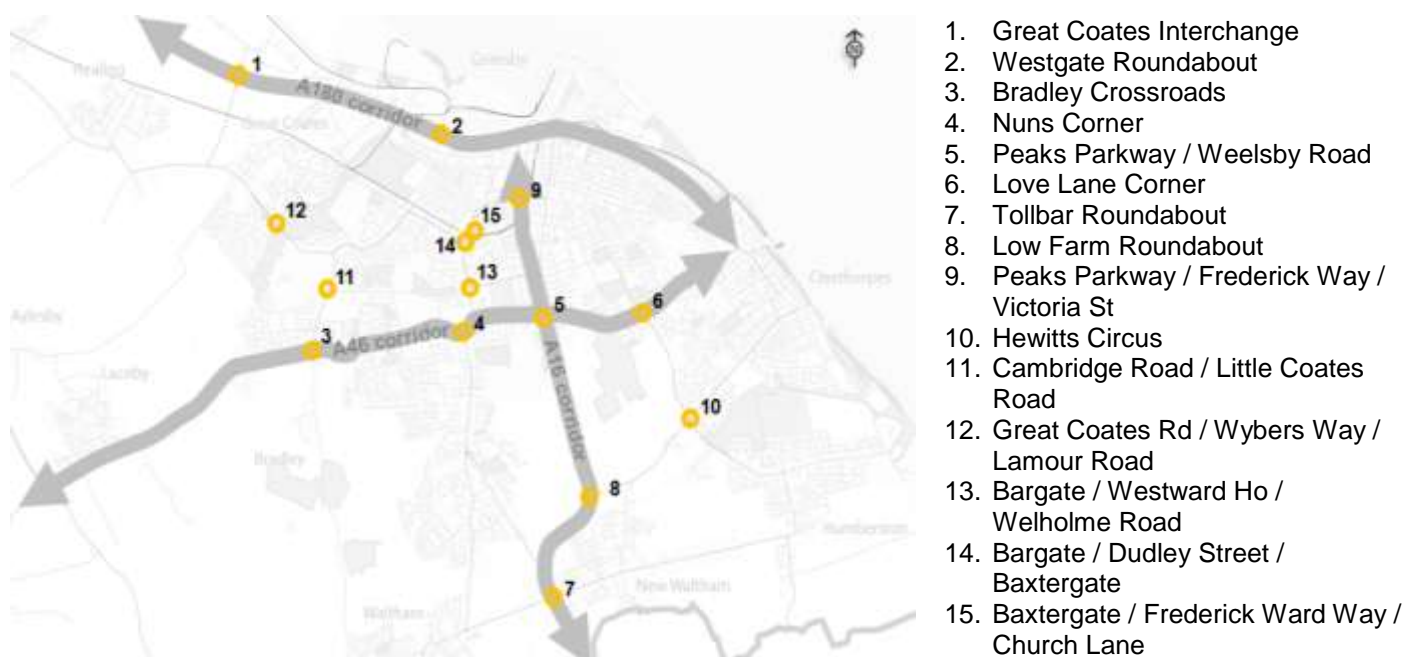 1
A180 corridor
2
Healing
Great Coates
9
12
15
14
11
13
5
6
Cleethorpes
3
A46 corridor
4
Laceby
A16 corridor
10
Bradley
8
Humberston
7
New Waltham
Waltham
1. Great Coates Interchange
2. Westgate Roundabout
3. Bradley Crossroads
4. Nuns Corner
5. Peaks Parkway / Weelsby Road
6. Love Lane Corner
7. Tollbar Roundabout
8. Low Farm Roundabout
9. Peaks Parkway / Frederick Way /
Victoria St
10. Hewitts Circus
11. Cambridge Road / Little Coates
Road
12. Great Coates Rd / Wybers Way /
Lamour Road
13. Bargate / Westward Ho /
Welholme Road
14. Bargate / Dudley Street /
Baxtergate
15. Baxtergate / Frederick Ward Way /
Church Lane